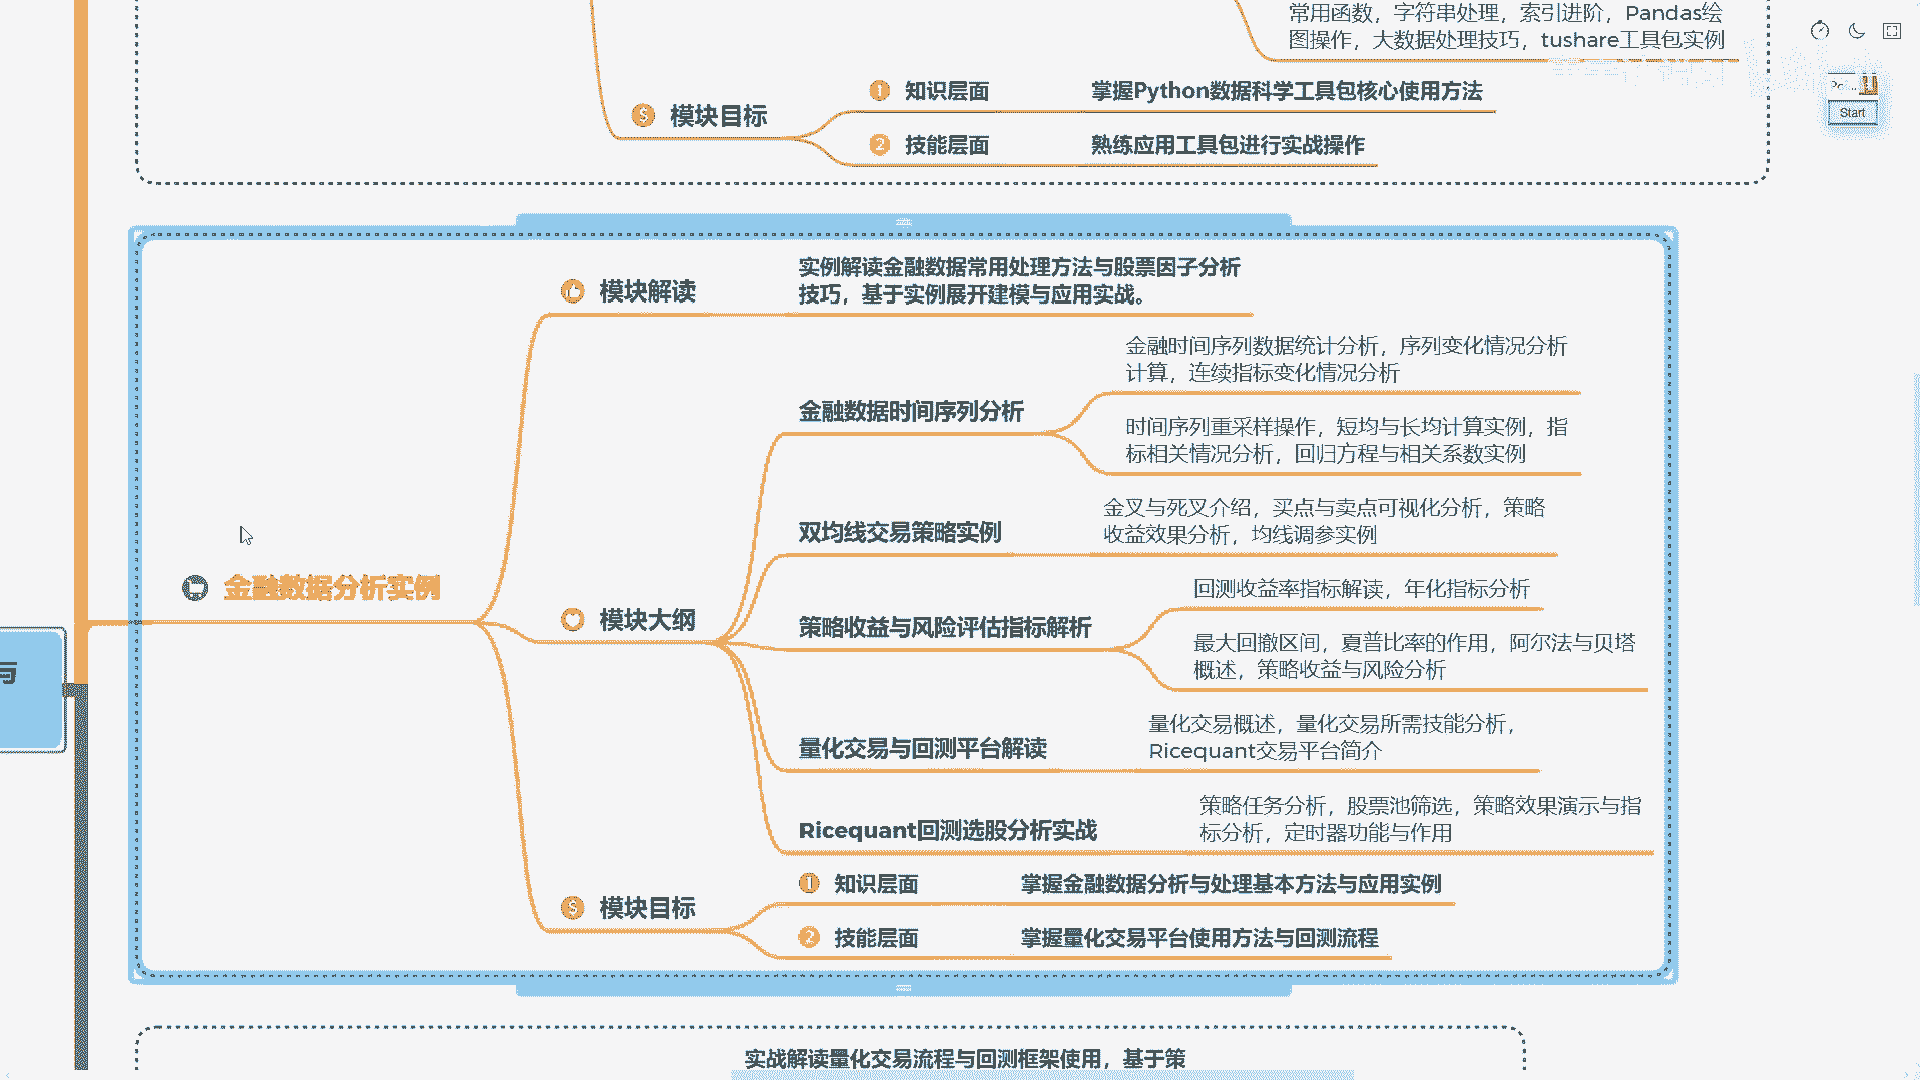 常用函数，字符串处理，索引进阶，Pandas绘
图操作，大数据处理技巧，tushare工具包实例
Start
模块目标
1 知识层面 掌握Python数据科学工具包核心使用方法
2 技能层面 熟练应用工具包进行实战操作
与
金融数据分析实例
模块解读
实例解读金融数据常用处理方法与股票因子分析
技巧，基于实例展开建模与应用实战。
模块大纲
金融数据时间序列分析
金融时间序列数据统计分析，序列变化情况分析
计算，连续指标变化情况分析
时间序列重采样操作，短均与长均计算实例，指
标相关情况分析，回归方程与相关系数实例
双均线交易策略实例
金叉与死叉介绍，买点与卖点可视化分析，策略
收益效果分析，均线调参实例
策略收益与风险评估指标解析
回测收益率指标解读，年化指标分析
最大回撤区间，夏普比率的作用，阿尔法与贝塔
概述，策略收益与风险分析
量化交易与回测平台解读
量化交易概述，量化交易所需技能分析，
Ricequant交易平台简介
Ricequant回测选股分析实战
策略任务分析，股票池筛选，策略效果演示与指
标分析，定时器功能与作用
模块目标
1 知识层面 掌握金融数据分析与处理基本方法与应用实例
2 技能层面 掌握量化交易平台使用方法与回测流程
实战解读量化交易流程与回测框架使用，基于策